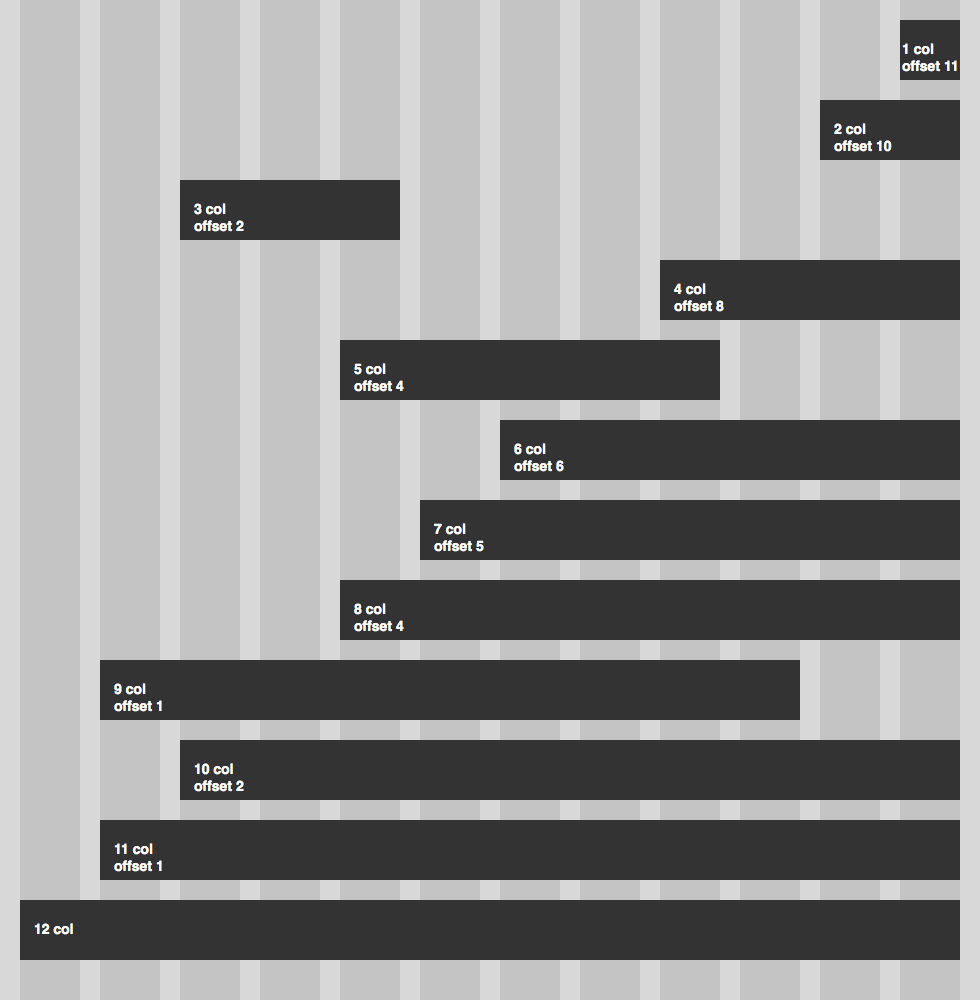 1 col
offset 11
2 col
offset 10
3 col
offset 2
4 col
offset 8
5 col
offset 4
6 col
offset 6
7 col
offset 5
8 col
offset 4
9 col
offset 1
10 col
offset 2
11 col
offset 1
12 col